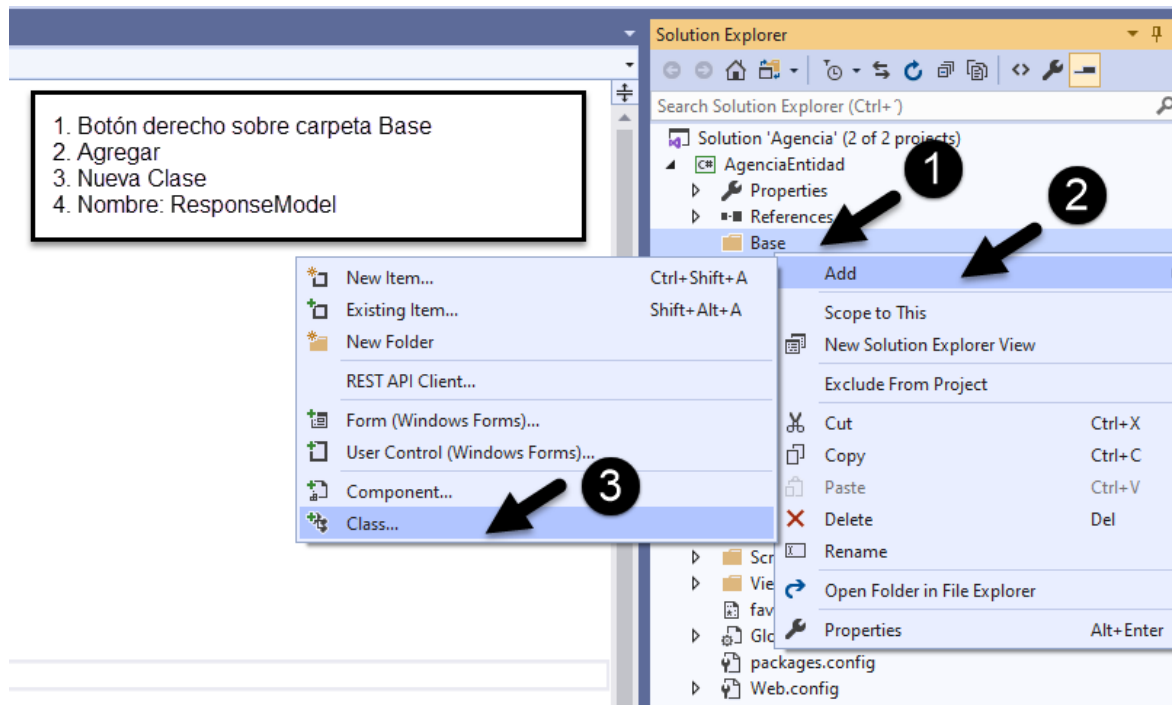 Solution Explorer
Search Solution Explorer (Ctrl+´)
1. Botón derecho sobre carpeta Base
2. Agregar
3. Nueva Clase
4. Nombre: ResponseModel
Solution 'Agencia' (2 of 2 projects)
C# AgenciaEntidad
1
Properties
2
References
Base
New Item... Ctrl+Shift+A
Existing Item... Shift+Alt+A
New Folder
REST API Client...
Form (Windows Forms)...
User Control (Windows Forms)...
Component...
3
Class...
Add
Scope to This
New Solution Explorer View
Exclude From Project
Cut Ctrl+X
Copy Ctrl+C
Paste Ctrl+V
Delete Del
Rename
Open Folder in File Explorer
Properties Alt+Enter
Scr
Vie
fav
Glo
packages.config
Web.config